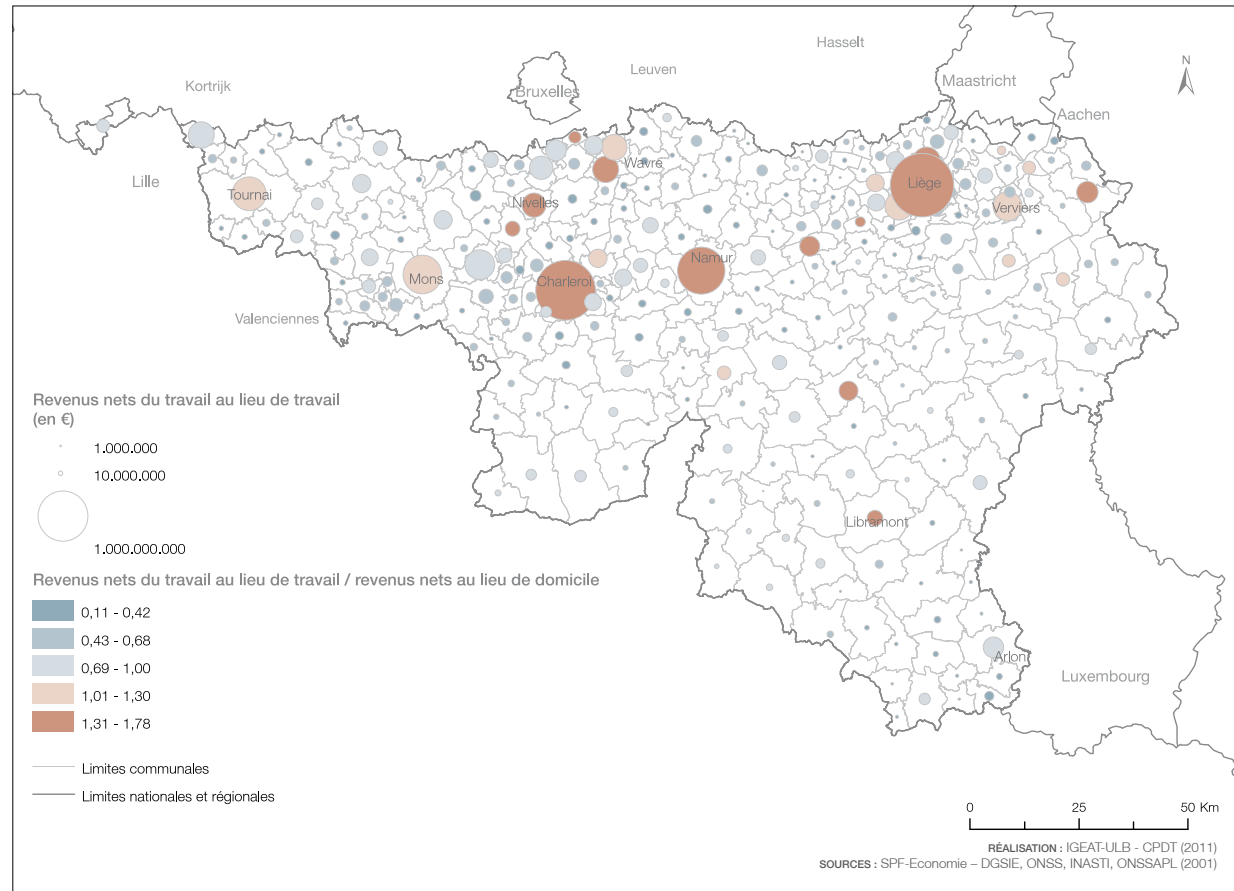 Hasselt
Leuven
Maastricht
N
Kortrijk
Bruxelles
Aachen
Wavre
Lille
Liège
Tournai
Nivelles
Verviers
Namur
Mons
Charleroi
Valenciennes
Revenus nets du travail au lieu de travail
(en €)
1.000.000
10.000.000
1.000.000.000
Libramont
Revenus nets du travail au lieu de travail / revenus nets au lieu de domicile
0,11 - 0,42
0,43 - 0,68
0,69 - 1,00
1,01 - 1,30
1,31 - 1,78
Arlon
Luxembourg
Limites communales
Limites nationales et régionales
0 25 50 Km
RÉALISATION : IGEAT-ULB - CPDT (2011)
SOURCES : SPF-Economie – DGSIE, ONSS, INASTI, ONSSAPL (2001)